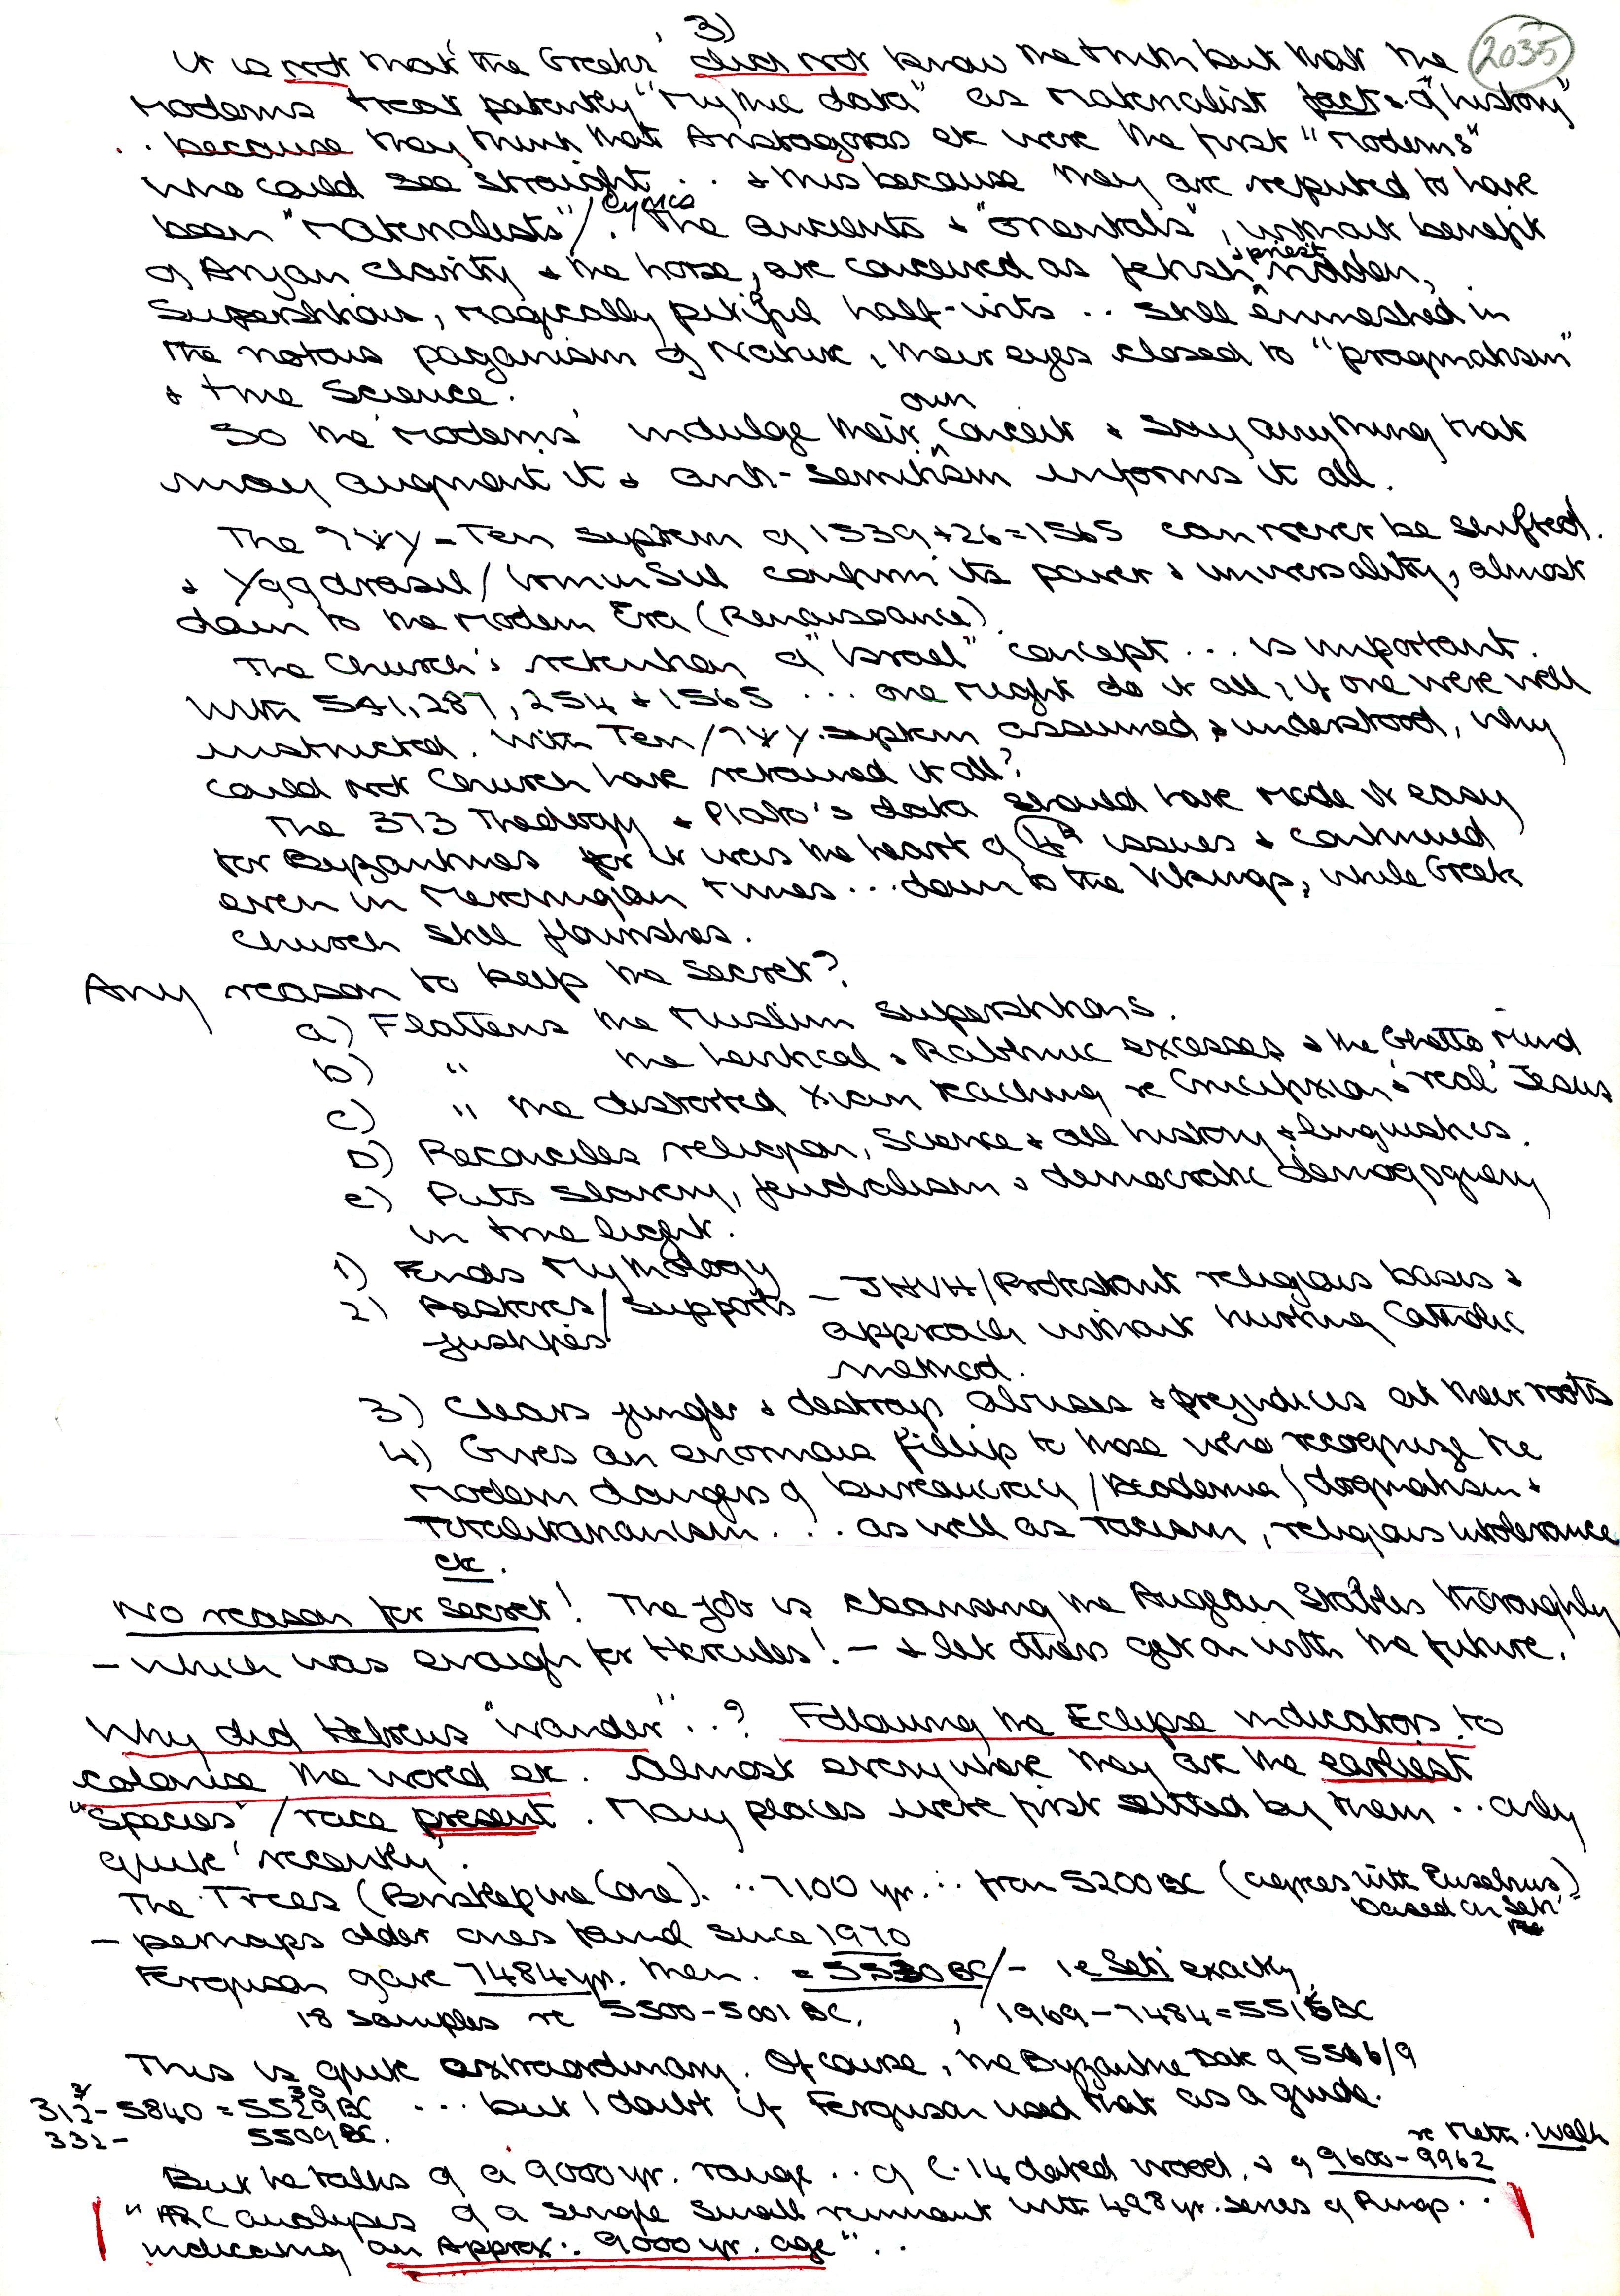 3)
2035
It is not that 'the Greeks' did not know the truth but that the
moderns treat patently "mythic data" as materialist facts of "history"
.. because they think that Anaxagoras etc were the first "moderns"
who could see straight .. & this because they are reputed to have
been "materialists"/cynics. The ancients & "orientals", without benefit
of Aryan clarity & the horse, are conceived as fetish & priest ridden,
Superstitious, magically pitiful half-wits .. still enmeshed in
the notous paganism of Nature, their eyes closed to "pragmatism"
& true Science.
So the 'moderns' indulge their own conceit & say anything that
may augment it & anti-semitism informs it all.
The = Ten system of 1539+26=1565 can never be shifted.
& Yggdrasil/Irmin Sul confirm its power & universality, almost
down to the modern Era (Renaissance).
The Church's retention of "Israel" concept ... is important.
With 541, 287, 254 & 1565 ... one might do it all, if one were well
instructed. With Ten/ system assumed & understood, why
could not Church have retained it all?
The 373 Theology & Plato's data should have made it easy
for Byzantines for it was the heart of issues & continued
even in Merovingian times ... down to the Vikings, while Greek
Church still flourishes.
Any reason to keep the Secret?
a) Flattens the Muslim superstitions.
b) " the Levitical & Rabbinic excesses & the Ghetto Mind
c) " the distorted Xian teaching re Crucifixion & 'real' Jesus
D) Reconciles religion, Science & all history & linguistics.
e) Puts slavery, feudalism & democratic demagoguery
in true light.
1) Ends Mythology
2) Restores/Supports justifies — JHVH/Protestant religious basis &
approach without hurting Catholic
method.
3) Clears jungle & destroys abuses & prejudices at their roots
4) Gives an enormous fillip to those who recognize the
modern dangers of bureaucracy/Academia/dogmatism &
Totalitarianism ... as well as racism, religious intolerance
etc.
No reason for secret! The job is cleansing the Augean Stables thoroughly
— which was enough for Hercules! — & let others get on with the future.
Why did Hebrews "wander"..? Following the Eclipse indicators to
colonise the world etc. Almost everywhere they are the earliest
"Species"/race present. Many places were first settled by them .. only
quite 'recently'.
The Trees (Bristlepine Cone). .. 7100 yr. ∴ from 5200 BC (agrees with Eusebius)
based on Seti
— perhaps older ones found since 1970
Ferguson gave 7484 yr. then. = 5530 BC/— ie Seti exactly
18 samples re 5500-5001 BC. , 1969-7484=5515 BC
This is quite extraordinary. Of course, the Byzantine Date of 5506/9
312-5840 = 5529 BC ... but I doubt if Ferguson used that as a guide.
30
332- 5509 BC.
But he talks of a 9000 yr. range .. of C.14 dated wood, & of 9600-9962
re Meth. Walk
"ARC analyses of a single small remnant with 498 yr. series of Rings ..
indicating an Approx. 9000 yr. age" ..